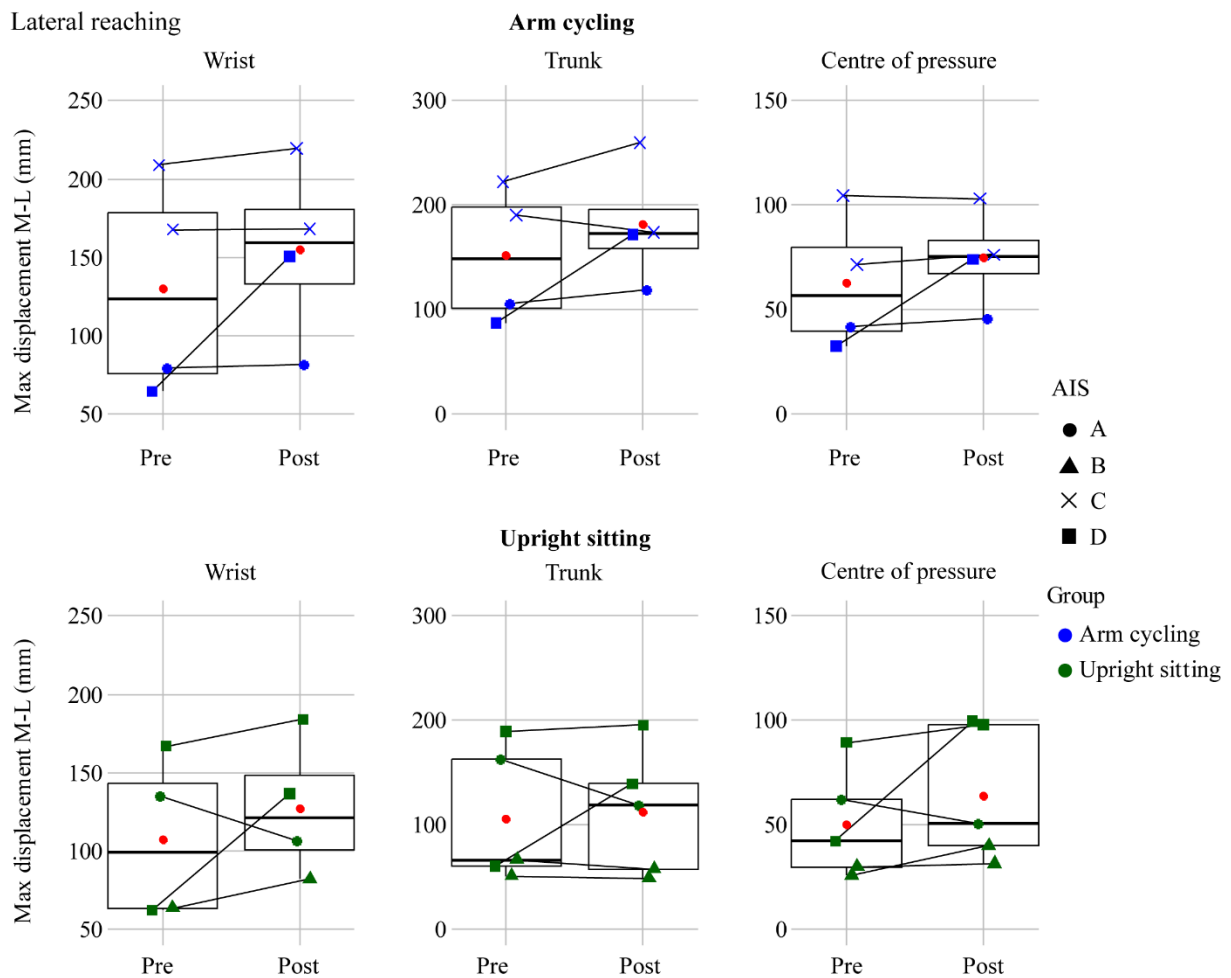 Lateral reaching
Arm cycling
Wrist
Trunk
Centre of pressure
Max displacement M-L (mm)
250
200
150
100
50
Pre
Post
300
200
100
0
Pre
Post
150
100
50
0
Pre
Post
AIS
A
B
C
D
Group
Arm cycling
Upright sitting
Upright sitting
Wrist
Trunk
Centre of pressure
Max displacement M-L (mm)
250
200
150
100
50
Pre
Post
300
200
100
0
Pre
Post
150
100
50
0
Pre
Post